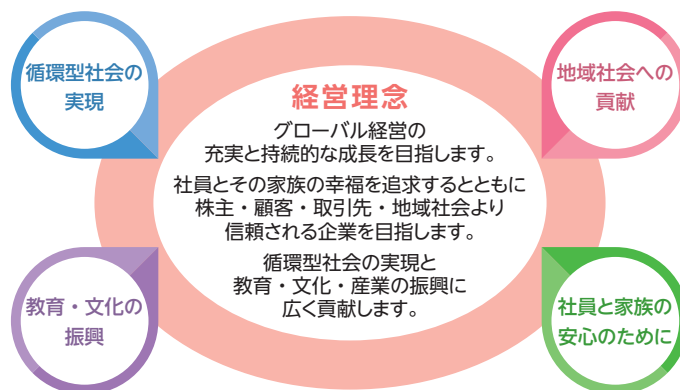 循環型社会の
実現
地域社会への
貢献
経営理念
グローバル経営の
充実と持続的な成長を目指します。
社員とその家族の幸福を追求するとともに
株主・顧客・取引先・地域社会より
信頼される企業を目指します。
循環型社会の実現と
教育・文化・産業の振興に
広く貢献します。
教育・文化の
振興
社員と家族の
安心のために